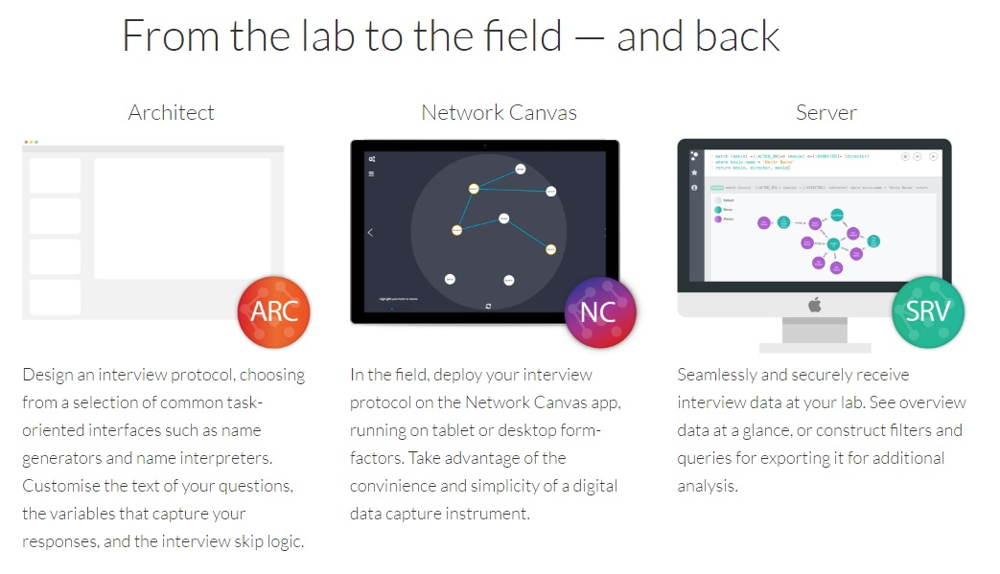 From the lab to the field — and back
Architect
Network Canvas
Server
ARC
NC
SRV
Design an interview protocol, choosing
from a selection of common task-
oriented interfaces such as name
generators and name interpreters.
Customise the text of your questions,
the variables that capture your
responses, and the interview skip logic.
In the field, deploy your interview
protocol on the Network Canvas app,
running on tablet or desktop form-
factors. Take advantage of the
convinience and simplicity of a digital
data capture instrument.
Seamlessly and securely receive
interview data at your lab. See overview
data at a glance, or construct filters and
queries for exporting it for additional
analysis.